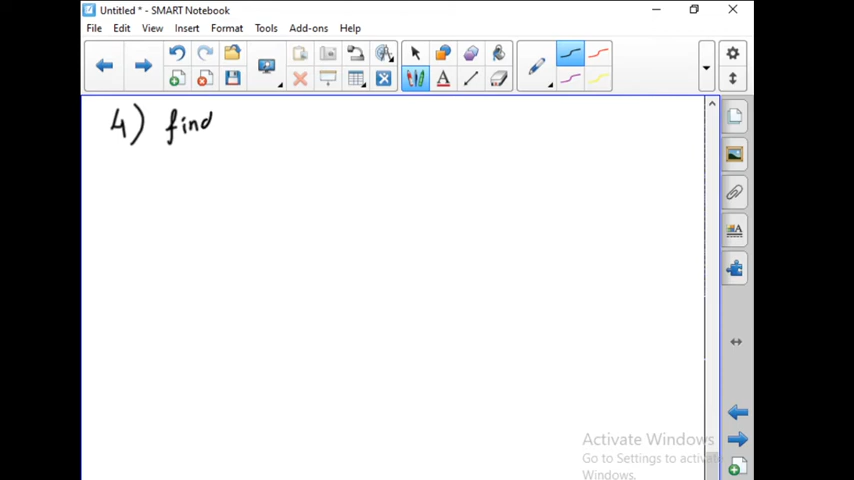 Untitled * - SMART Notebook
File Edit View Insert Format Tools Add-ons Help
4) find
Activate Windows
Go to Settings to activate
Windows.